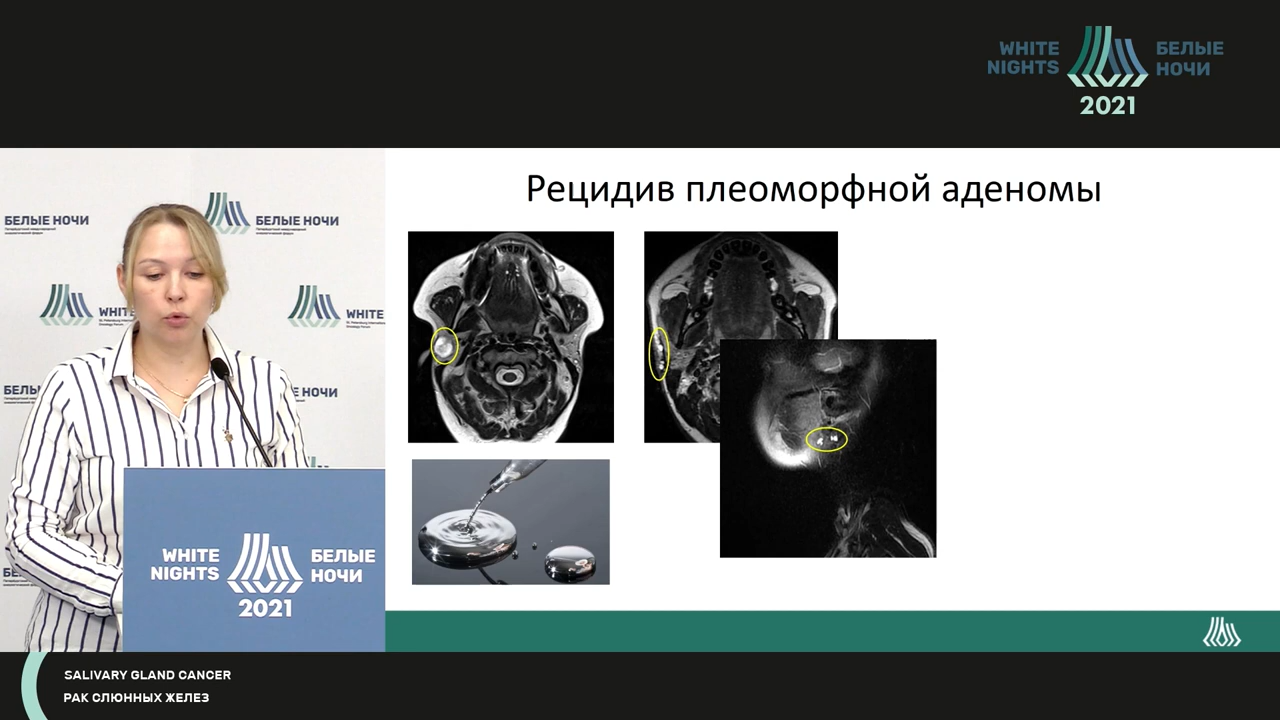 WHITE
NIGHTS
БЕЛЫЕ
НОЧИ
2021
Рецидив плеоморфной аденомы
БЕЛЫЕ НОЧИ
БЕЛЫЕ НОЧИ
WHITE
WHITE
НОЧИ
WHITE
NIGHTS
БЕЛЫЕ
НОЧИ
2021
SALIVARY GLAND CANCER
РАК СЛЮННЫХ ЖЕЛЕЗ